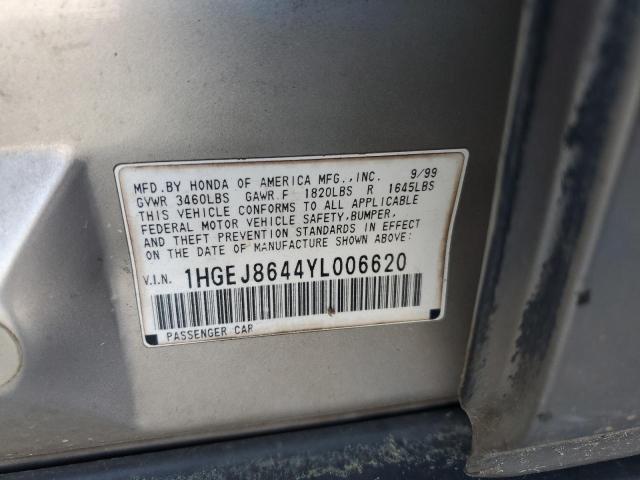 MFD.BY HONDA OF AMERICA MFG.,INC. 9/99
GVWR 3460LBS GAWR F 1820LBS R 1645LBS
THIS VEHICLE CONFORMS TO ALL APPLICABLE
FEDERAL MOTOR VEHICLE SAFETY,BUMPER,
AND THEFT PREVENTION STANDARDS IN EFFECT
ON THE DATE OF MANUFACTURE SHOWN ABOVE.
V.I.N. 1HGEJ8644YL006620
PASSENGER CAR